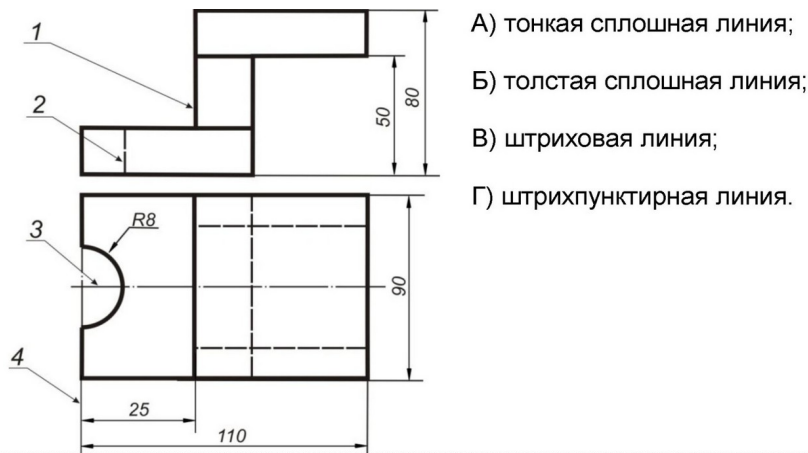 1
А) тонкая сплошная линия;
2
50
80
Б) толстая сплошная линия;
В) штриховая линия;
Г) штрихпунктирная линия.
3
R8
90
4
25
110